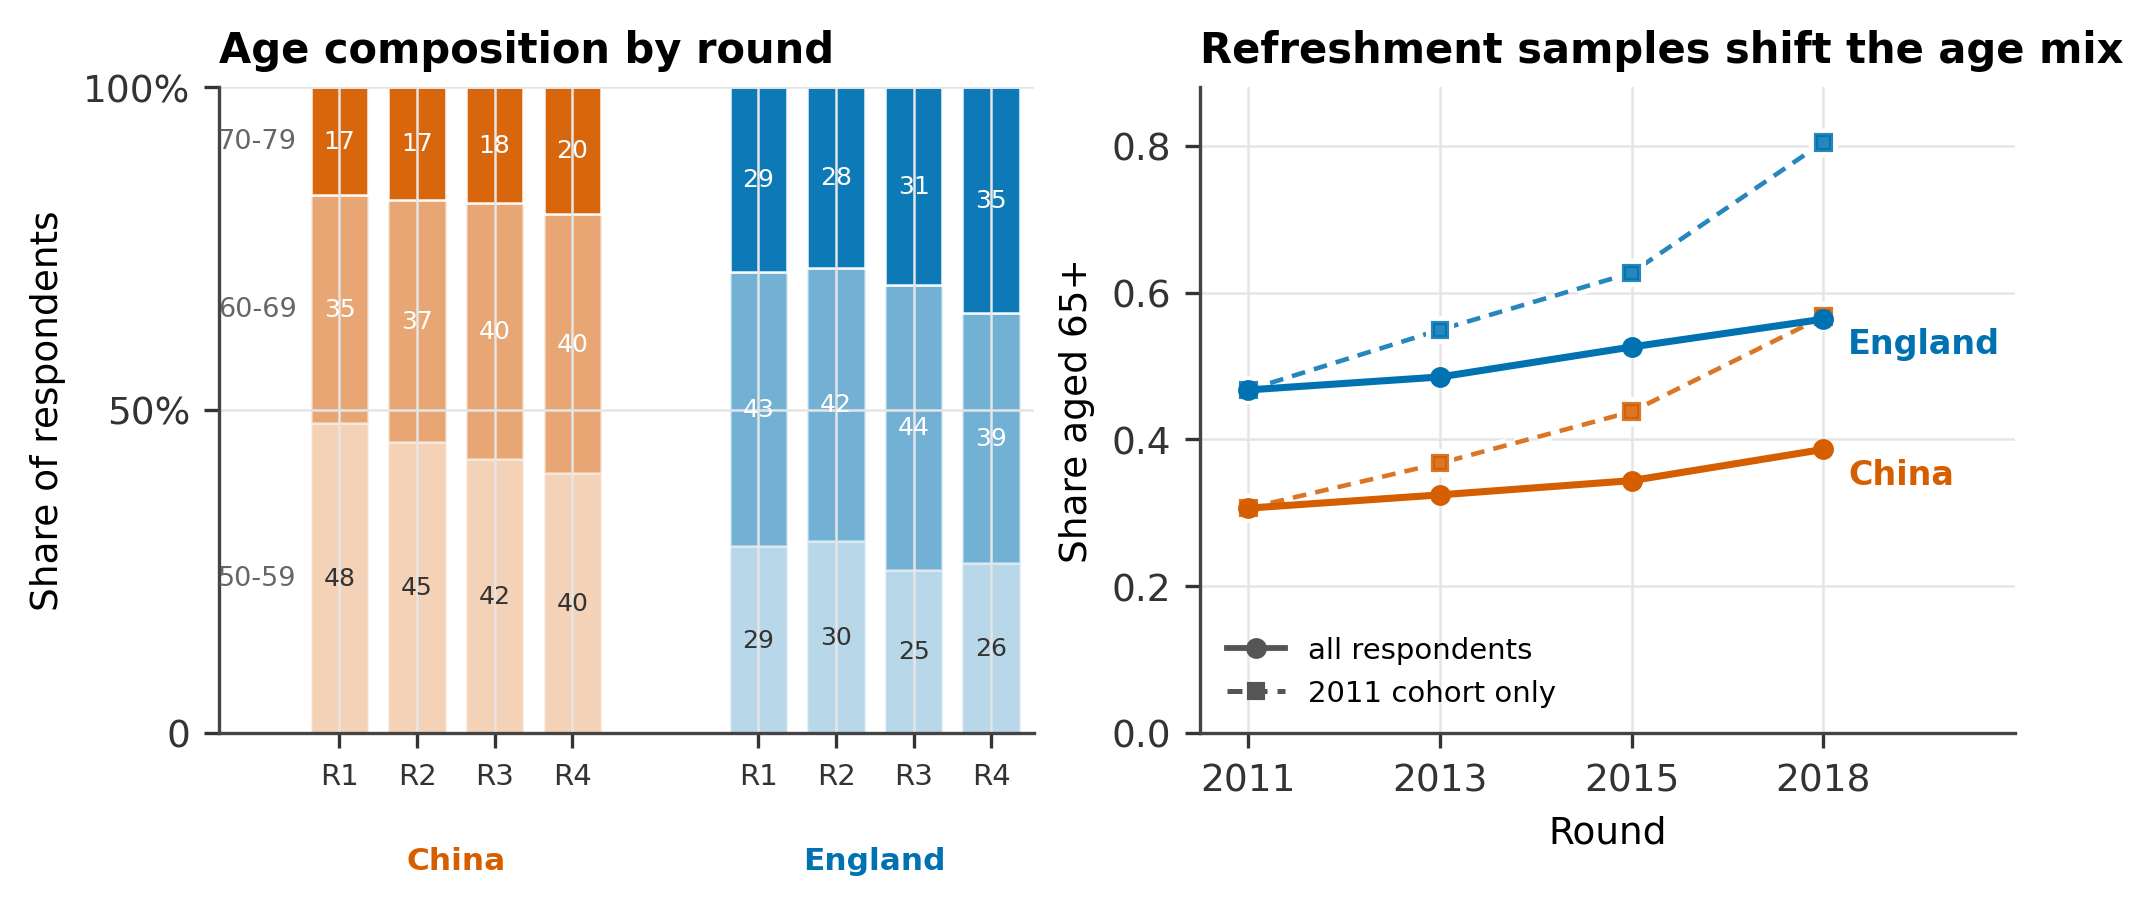 Age composition by round
Share of respondents
100%
50%
0
70-79
60-69
50-59
17 17 18 20 29 28 31 35
35 37 40 40 43 42 44 39
48 45 42 40 29 30 25 26
R1 R2 R3 R4 R1 R2 R3 R4
China England
Refreshment samples shift the age mix
Share aged 65+
0.8
0.6
0.4
0.2
0.0
England
China
all respondents
2011 cohort only
2011 2013 2015 2018
Round